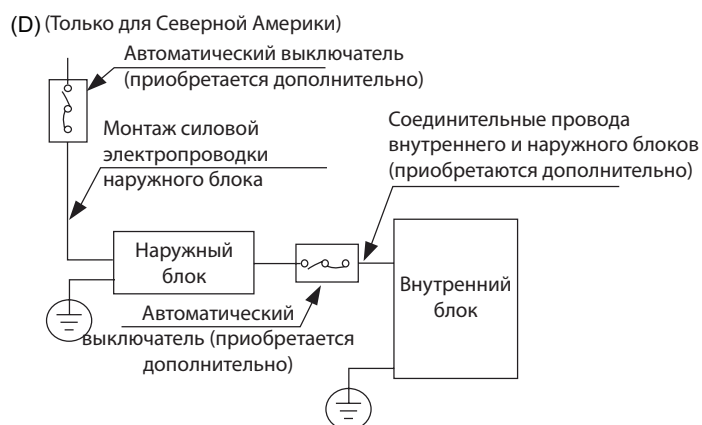 (D) (Только для Северной Америки)
Автоматический выключатель
(приобретается дополнительно)
Монтаж силовой
электропроводки
наружного блока
Соединительные провода
внутреннего и наружного блоков
(приобретаются дополнительно)
Наружный
блок
Внутренний
блок
Автоматический
выключатель (приобретается
дополнительно)